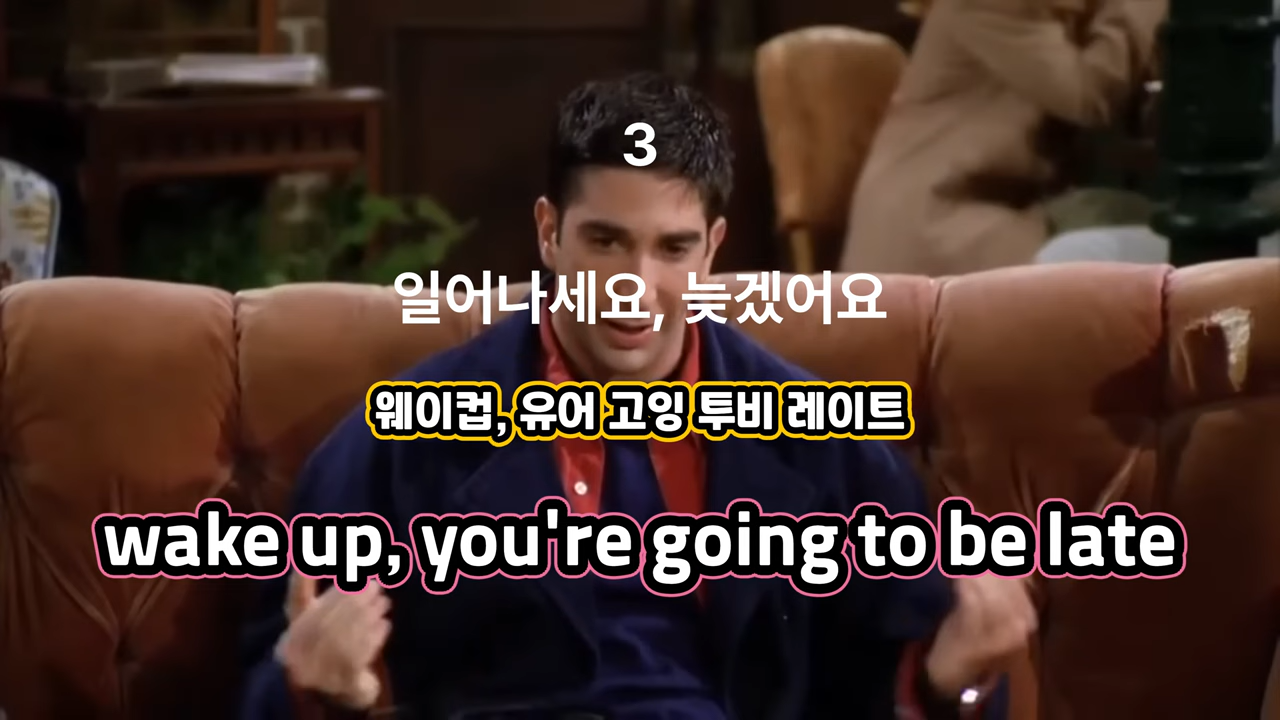 3
일어나세요, 늦겠어요
웨이컵, 유어 고잉 투비 레이트
wake up, you're going to be late